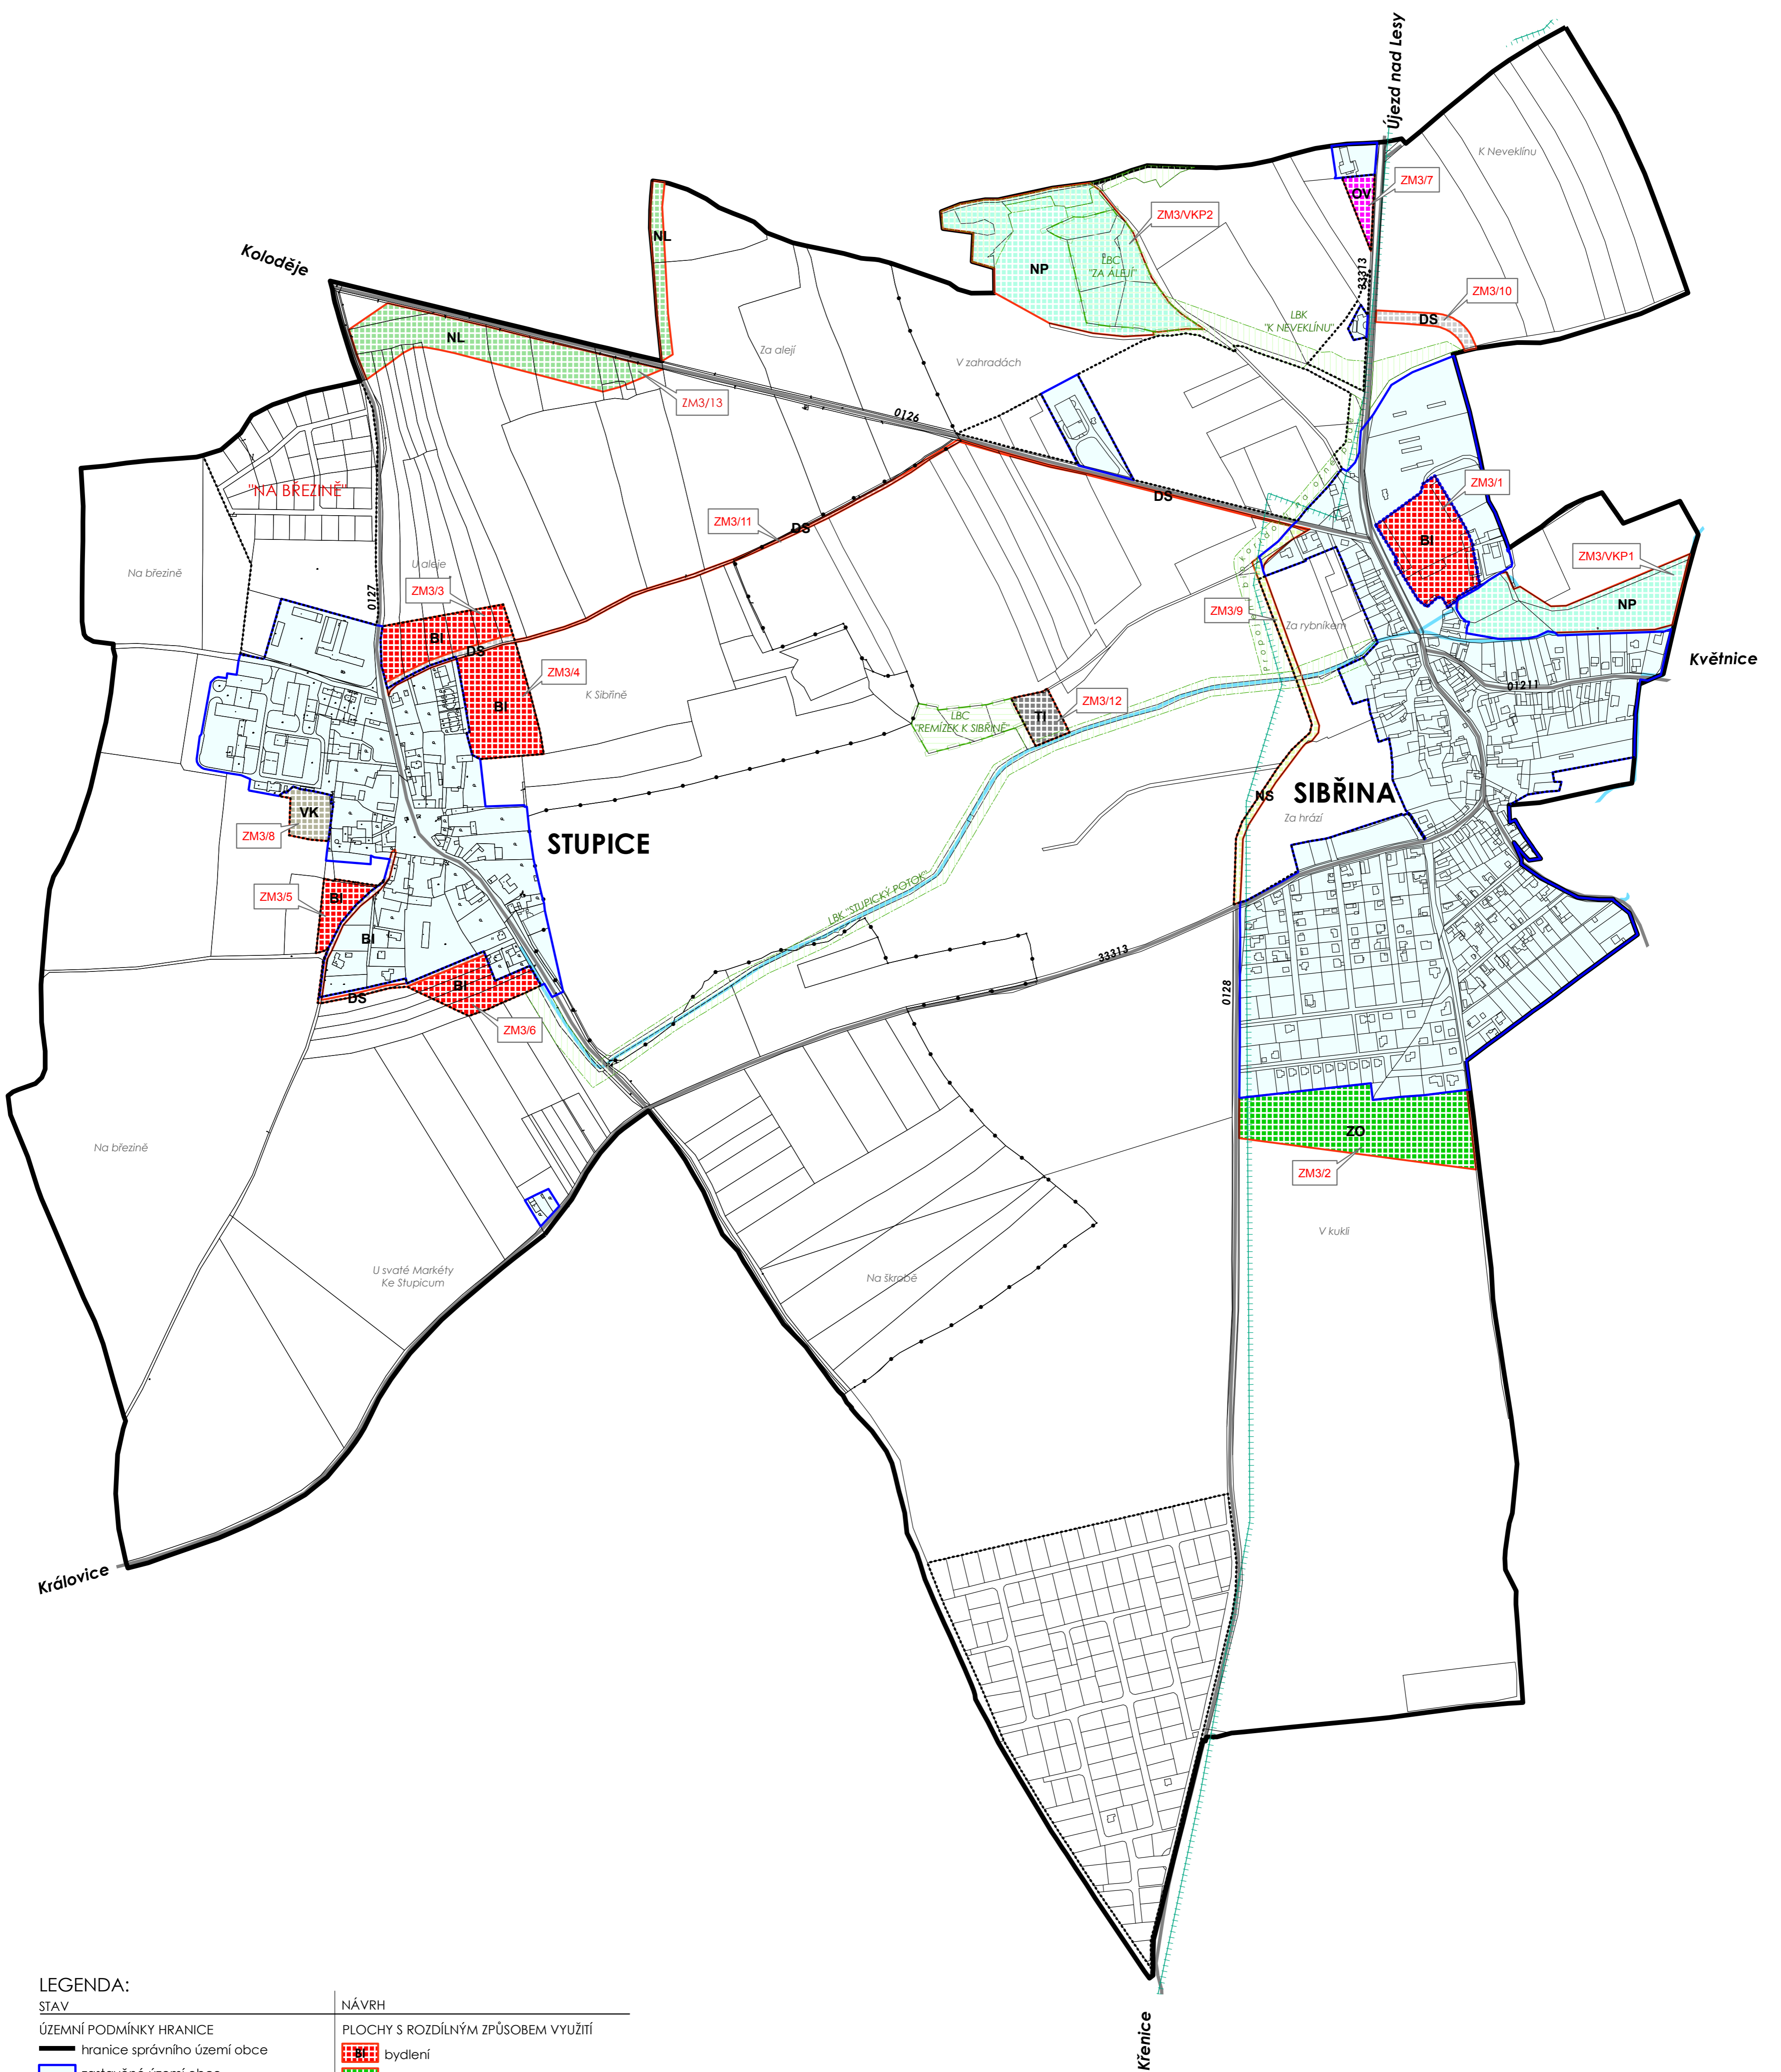 Újezd nad Lesy
K Neveklínu
ZM3/7
OV
ZM3/VKP2
NL
Koloděje
LBC
"ZA ALEJÍ"
NP
33313
ZM3/10
DS
LBK
"K NEVEKLÍNU"
NL
Za alejí
V zahradách
ZM3/13
0126
"NA BŘEZINĚ"
ZM3/1
DS
ZM3/11
DS
BI
ZM3/VKP1
Na březině
U aleje
ZM3/3
0127
NP
ZM3/9
Za rybníkem
BI
DS
ZM3/4
K Sibřině
Květnice
01211
BI
ZM3/12
TI
LBC
"REMÍZEK K SIBŘINĚ"
SIBŘINA
NS
Za hrází
VK
ZM3/8
STUPICE
LBK "STUPICKÝ POTOK"
ZM3/5
BI
BI
33313
BI
DS
0128
ZM3/6
ZO
Na březině
ZM3/2
V kukli
U svaté Markéty
Ke Stupicum
Na škrobě
Královice
LEGENDA:
STAV
NÁVRH
ÚZEMNÍ PODMÍNKY HRANICE
PLOCHY S ROZDÍLNÝM ZPŮSOBEM VYUŽITÍ
hranice správního území obce
BI bydlení
Křenice